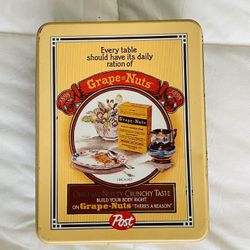 Every table
should have its daily
ration of
Grape=Nuts
Grape-Nuts
NUTTY CRUNCHY TASTE
BUILD YOUR BODY RIGHT
ON Grape-Nuts "THERE'S A REASON"
Post